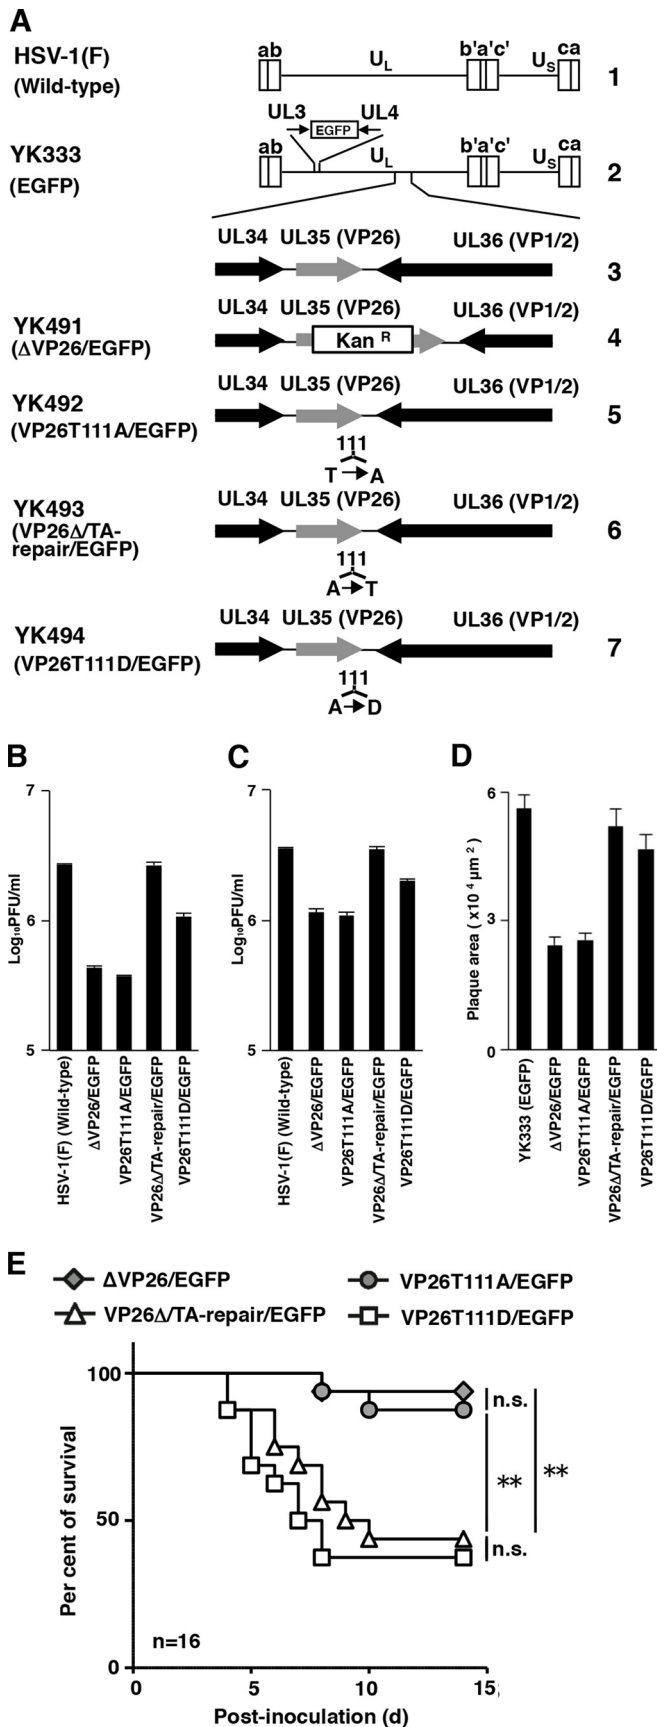 A
HSV-1(F)
(Wild-type)
ab
UL
b'a'c'
US
ca
1
UL3
EGFP
UL4
YK333
(EGFP)
ab
UL
b'a'c'
US
ca
2
UL34 UL35 (VP26) UL36 (VP1/2)
3
YK491
(ΔVP26/EGFP)
UL34 UL35 (VP26) UL36 (VP1/2)
Kan R
4
YK492
(VP26T111A/EGFP)
UL34 UL35 (VP26) UL36 (VP1/2)
5
111
T A
YK493
(VP26Δ/TA-
repair/EGFP)
UL34 UL35 (VP26) UL36 (VP1/2)
6
111
A T
YK494
(VP26T111D/EGFP)
UL34 UL35 (VP26) UL36 (VP1/2)
7
111
A D
B
7
6
5
Log10PFU/ml
HSV-1(F) (Wild-type)
ΔVP26/EGFP
VP26T111A/EGFP
VP26Δ/TA-repair/EGFP
VP26T111D/EGFP
C
7
6
5
Log10PFU/ml
HSV-1(F) (Wild-type)
ΔVP26/EGFP
VP26T111A/EGFP
VP26Δ/TA-repair/EGFP
VP26T111D/EGFP
D
6
3
0
Plaque area ( x10 4 µm 2 )
YK333 (EGFP)
ΔVP26/EGFP
VP26T111A/EGFP
VP26Δ/TA-repair/EGFP
VP26T111D/EGFP
E
ΔVP26/EGFP
VP26T111A/EGFP
VP26Δ/TA-repair/EGFP
VP26T111D/EGFP
100
50
0
Per cent of survival
n.s.
**
**
n.s.
n=16
0 5 10 15
Post-inoculation (d)